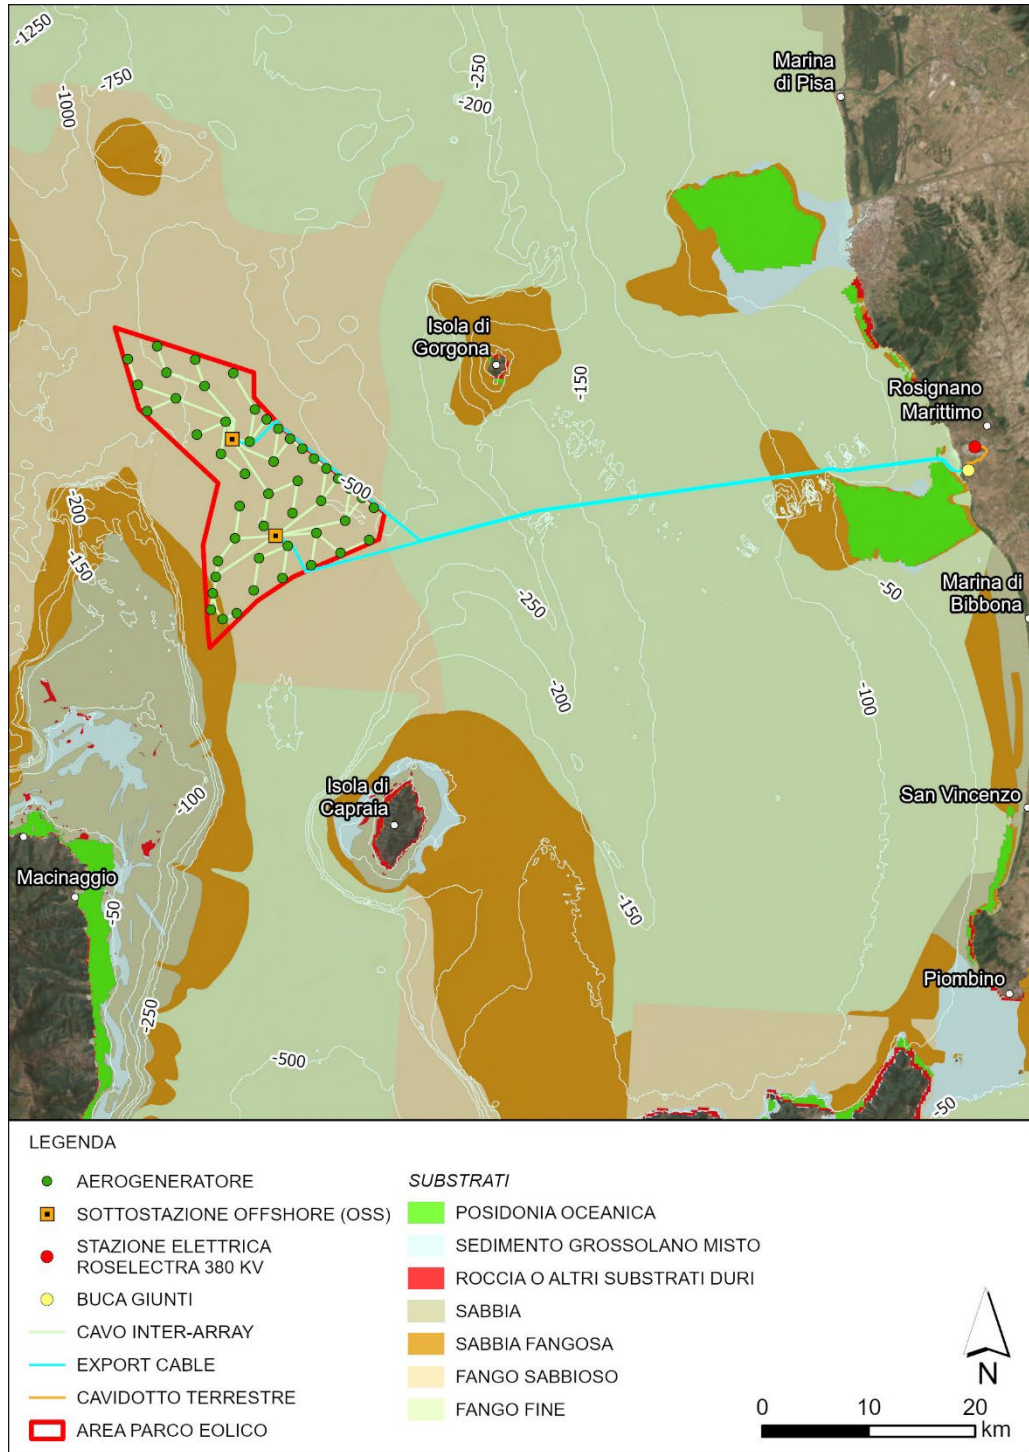 -1250
-750
-1000
-250
-200
Marina
di Pisa
Isola di
Gorgona
-150
Rosignano
Marittimo
-500
-200
-150
-50
Marina di
Bibbona
-250
-200
-100
-100
Isola di
Capraia
San Vincenzo
Macinaggio
-50
-150
-250
Piombino
-500
-50
LEGENDA
AEROGENERATORE
SOTTOSTAZIONE OFFSHORE (OSS)
STAZIONE ELETTRICA
ROSELECTRA 380 KV
BUCA GIUNTI
CAVO INTER-ARRAY
EXPORT CABLE
CAVIDOTTO TERRESTRE
AREA PARCO EOLICO
SUBSTRATI
POSIDONIA OCEANICA
SEDIMENTO GROSSOLANO MISTO
ROCCIA O ALTRI SUBSTRATI DURI
SABBIA
SABBIA FANGOSA
FANGO SABBIOSO
FANGO FINE
N
0 10 20
km